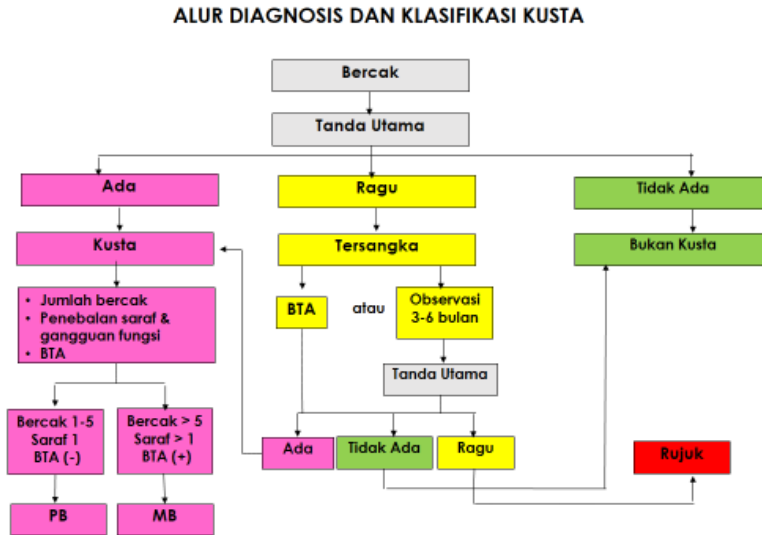 ALUR DIAGNOSIS DAN KLASIFIKASI KUSTA
Bercak
Tanda Utama
Ada
Ragu
Tidak Ada
Kusta
Tersangka
Bukan Kusta
• Jumlah bercak
• Penebalan saraf &
gangguan fungsi
• BTA
BTA
atau
Observasi
3-6 bulan
Tanda Utama
Bercak 1-5
Saraf 1
BTA (-)
Bercak > 5
Saraf > 1
BTA (+)
Ada
Tidak Ada
Ragu
Rujuk
PB
MB